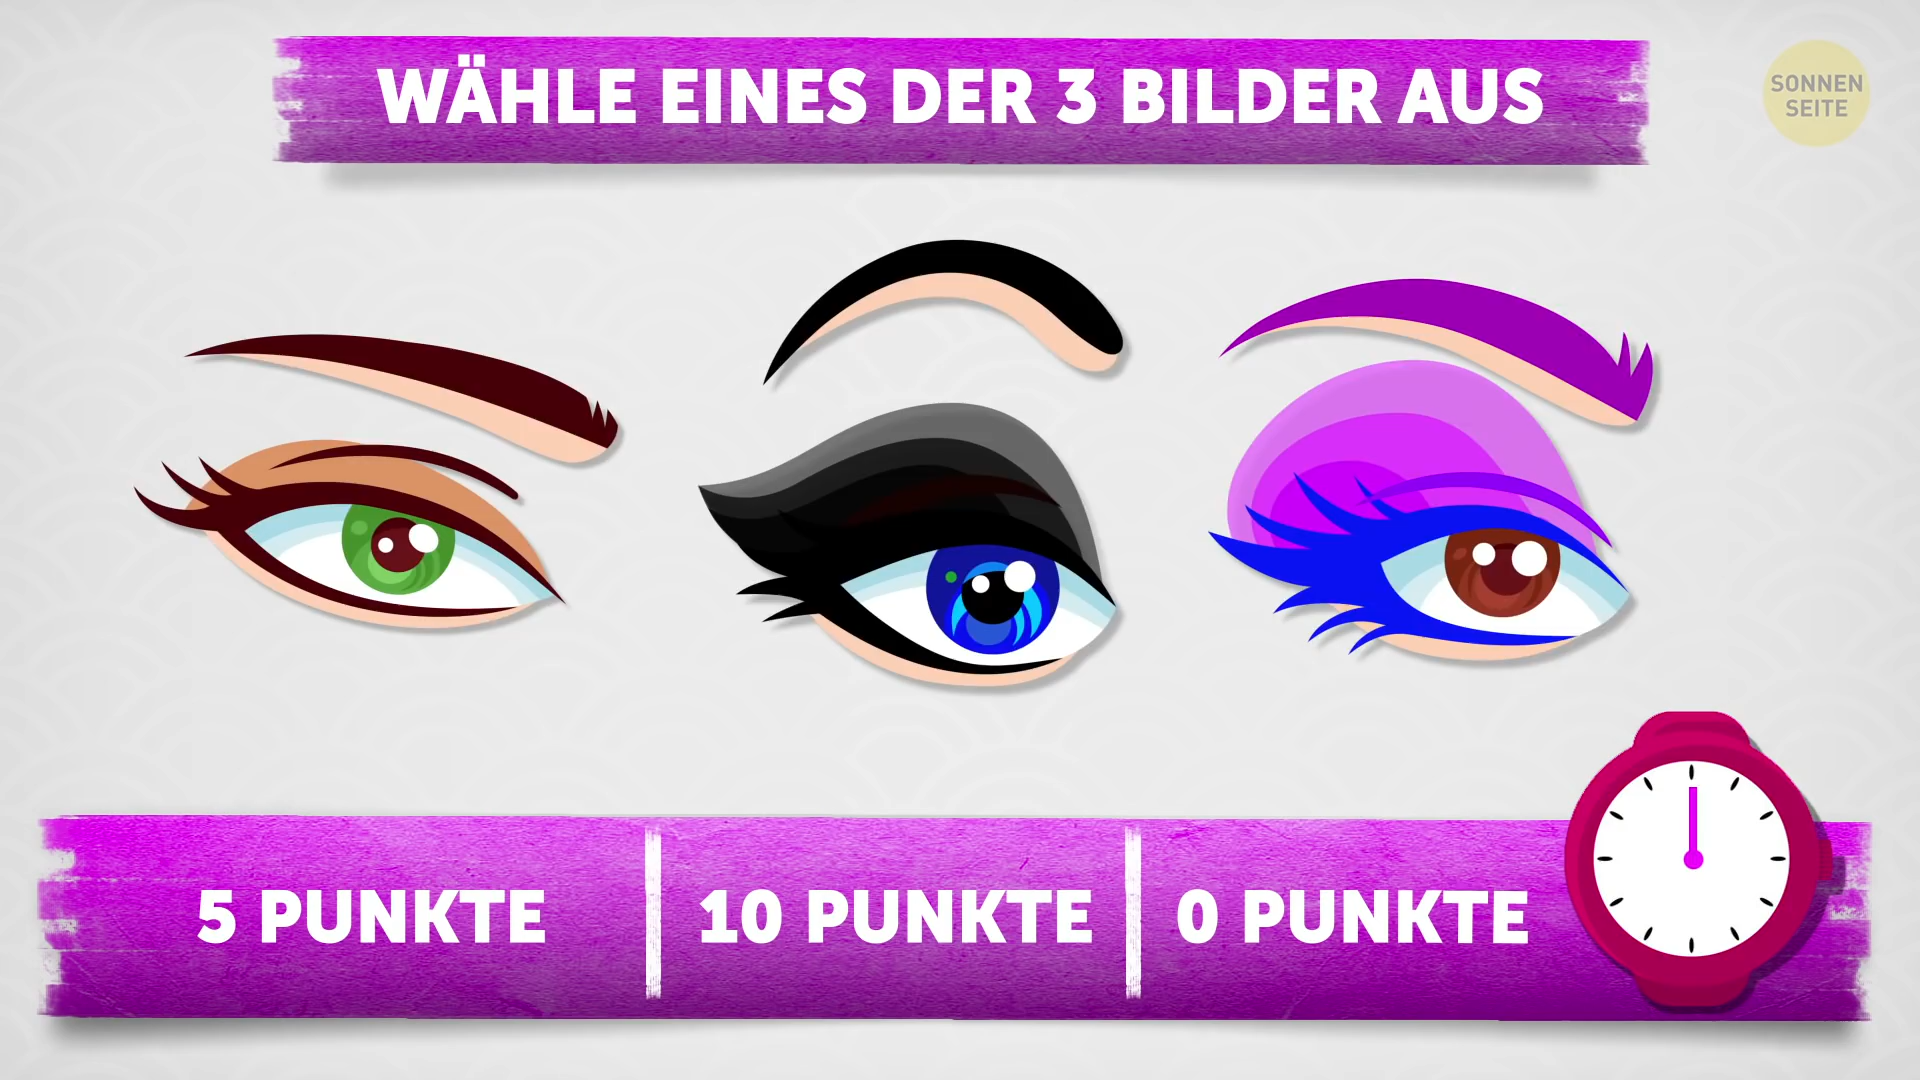 WÄHLE EINES DER 3 BILDER AUS
SONNEN
SEITE
5 PUNKTE
10 PUNKTE
0 PUNKTE